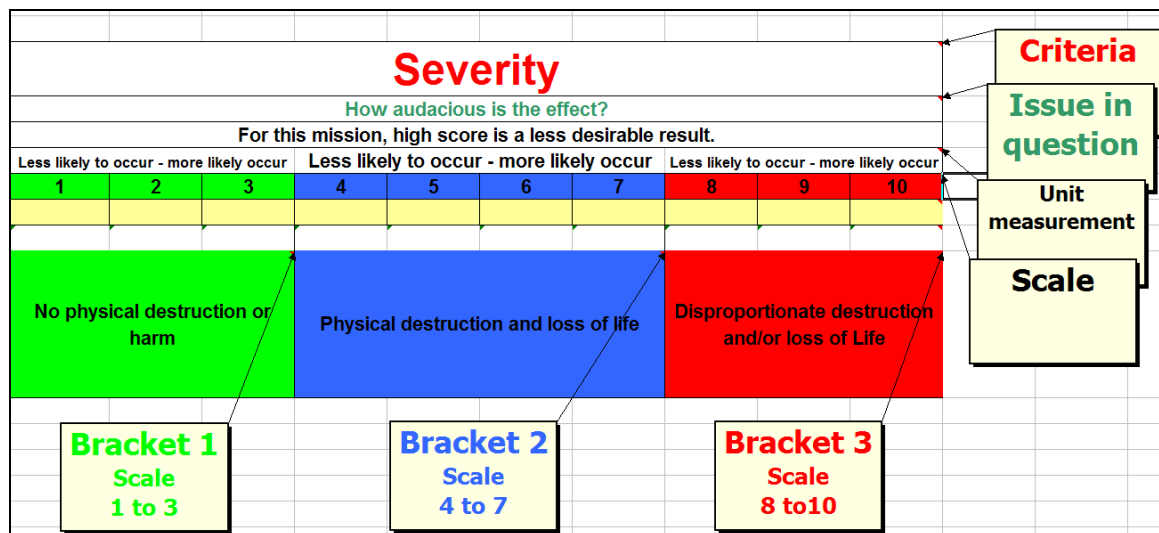 Severity
How audacious is the effect?
For this mission, high score is a less desirable result.
Less likely to occur - more likely occur Less likely to occur - more likely occur Less likely to occur - more likely occur
1 2 3 4 5 6 7 8 9 10
No physical destruction or
harm
Physical destruction and loss of life
Disproportionate destruction
and/or loss of Life
Criteria
Issue in
question
Unit
measurement
Scale
Bracket 1
Scale
1 to 3
Bracket 2
Scale
4 to 7
Bracket 3
Scale
8 to10